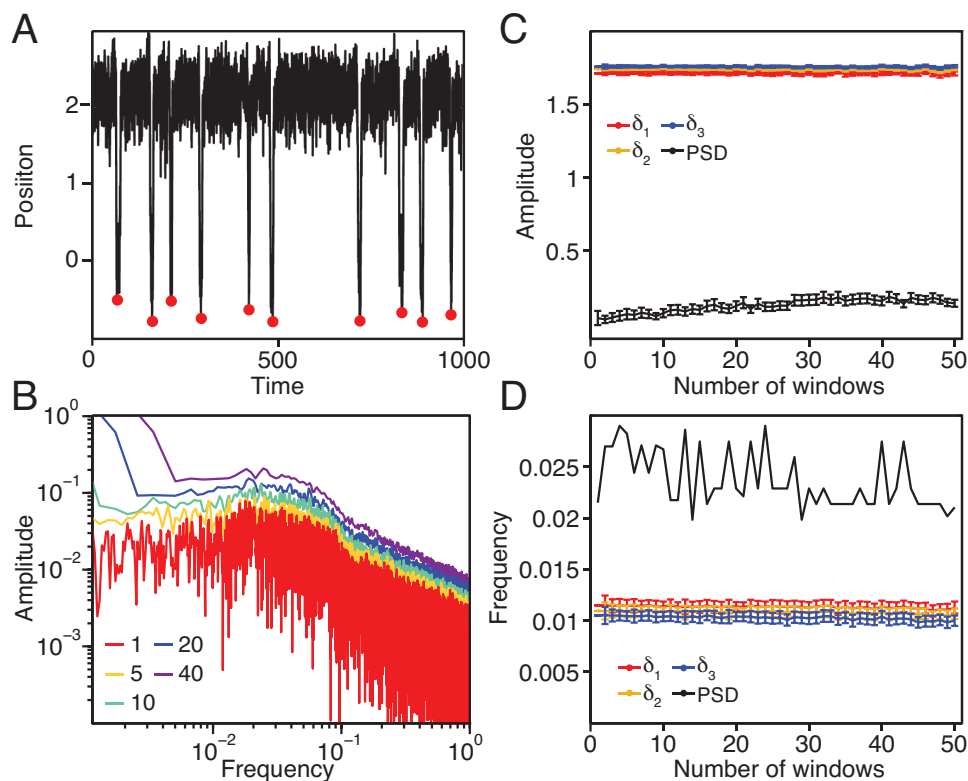 A
Posiiton
2
1
0
0
500
1000
Time
B
Amplitude
10^0
10^-1
10^-2
10^-3
1
20
5
40
10
10^-2
10^-1
10^0
Frequency
C
Amplitude
1.5
1
0.5
δ1
δ3
δ2
PSD
0
10
20
30
40
50
Number of windows
D
Frequency
0.025
0.02
0.015
0.01
0.005
δ1
δ3
δ2
PSD
0
10
20
30
40
50
Number of windows